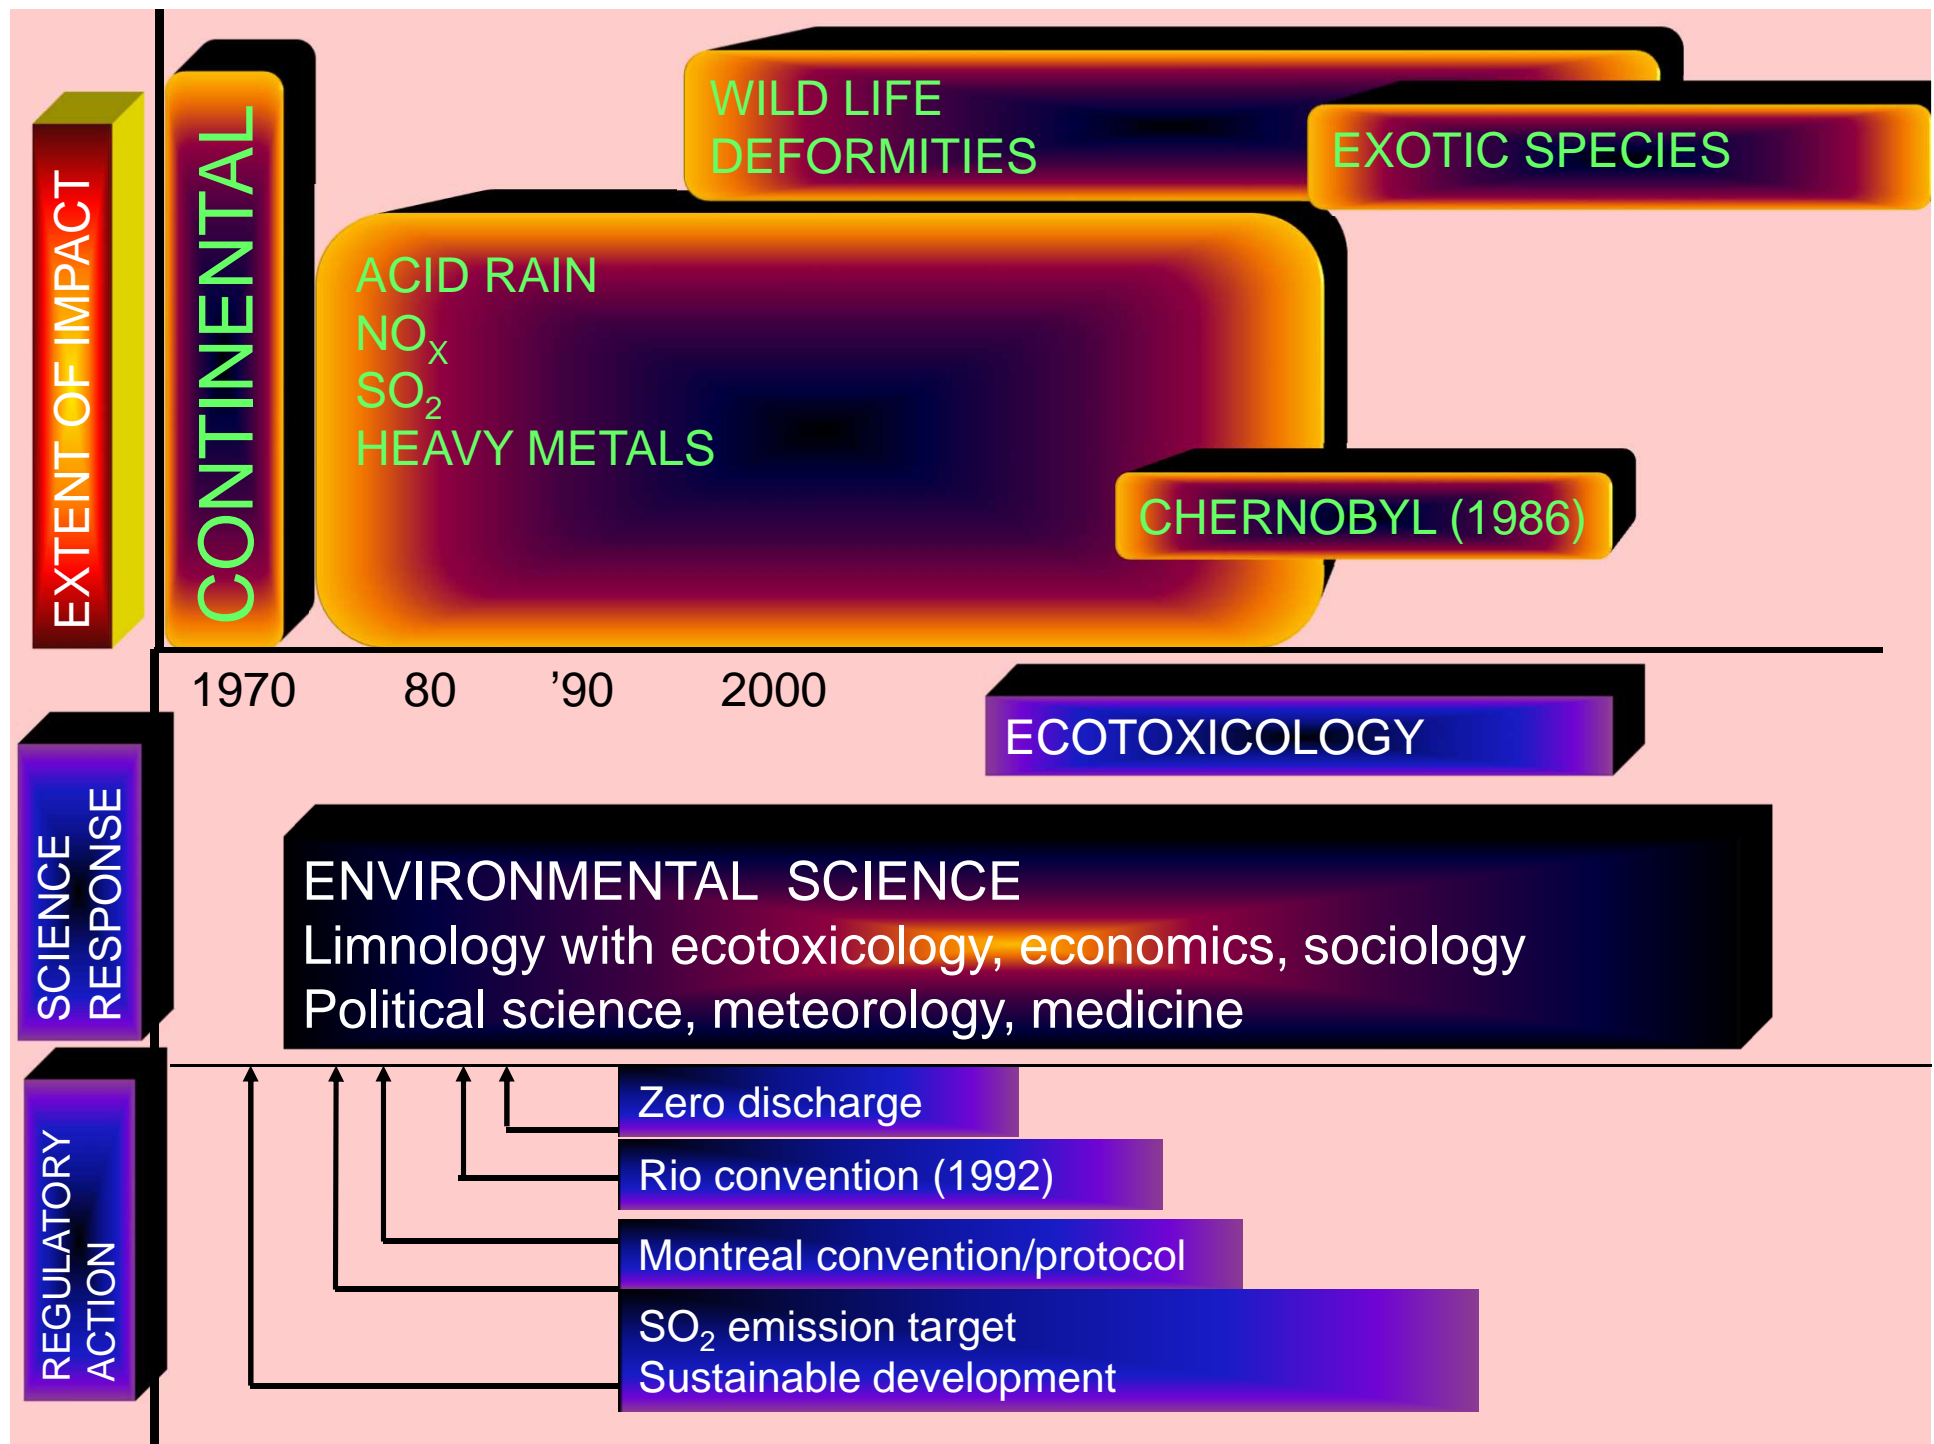 EXTENT OF IMPACT
CONTINENTAL
WILD LIFE
DEFORMITIES
EXOTIC SPECIES
ACID RAIN
NOX
SO2
HEAVY METALS
CHERNOBYL (1986)
1970 80 ’90 2000
SCIENCE
RESPONSE
ECOTOXICOLOGY
ENVIRONMENTAL SCIENCE
Limnology with ecotoxicology, economics, sociology
Political science, meteorology, medicine
REGULATORY
ACTION
Zero discharge
Rio convention (1992)
Montreal convention/protocol
SO2 emission target
Sustainable development